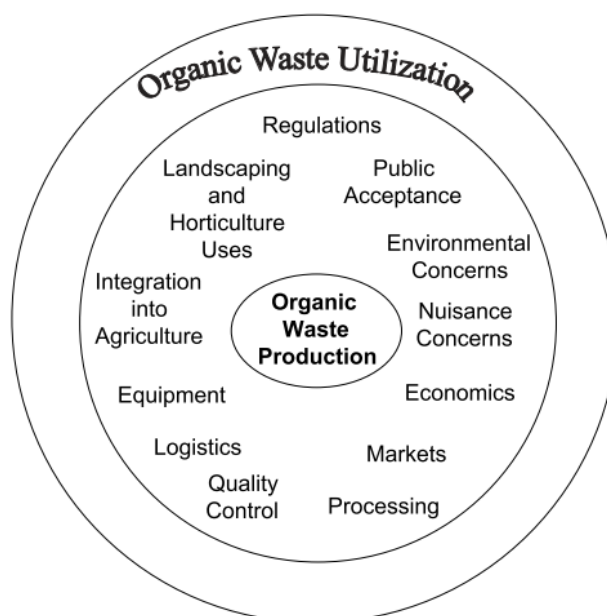 Organic Waste Utilization
Regulations
Landscaping
and
Horticulture
Uses
Public
Acceptance
Environmental
Concerns
Integration
into
Agriculture
Organic
Waste
Production
Nuisance
Concerns
Equipment
Economics
Logistics
Markets
Quality
Control
Processing